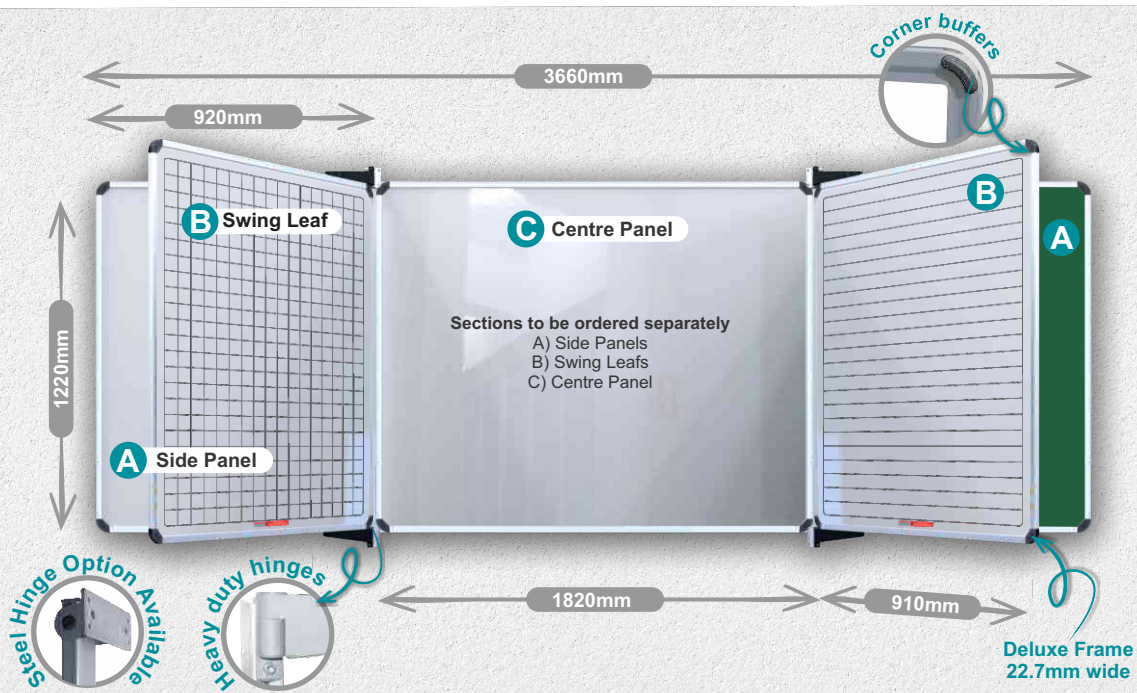 Corner buffers
3660mm
920mm
B Swing Leaf
C Centre Panel
B
A
Sections to be ordered separately
A) Side Panels
B) Swing Leafs
C) Centre Panel
1220mm
A Side Panel
Steel Hinge Option Available
Heavy duty hinges
1820mm
910mm
Deluxe Frame
22.7mm wide